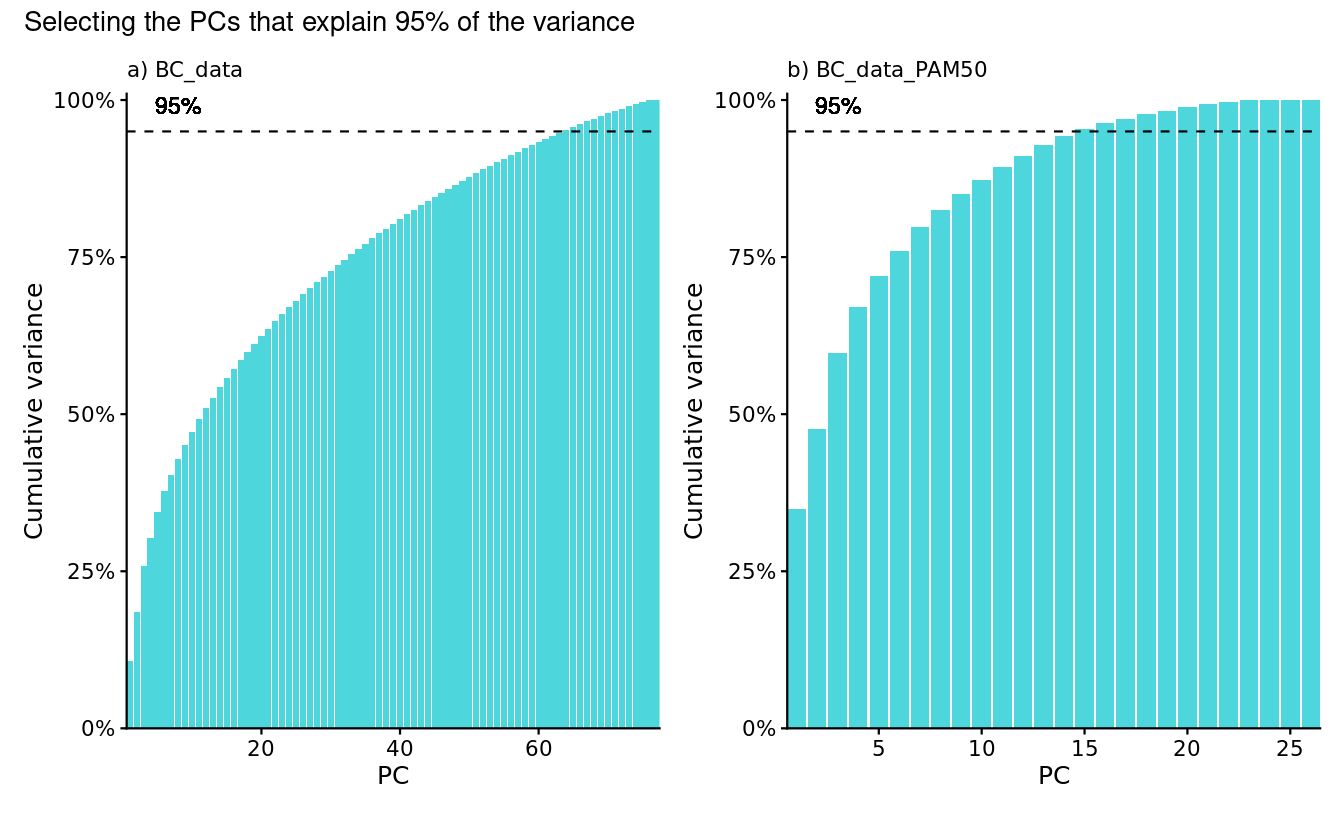 Selecting the PCs that explain 95% of the variance
a) BC_data
95%
100%
75%
50%
25%
0%
Cumulative variance
20 40 60
PC
b) BC_data_PAM50
95%
100%
75%
50%
25%
0%
Cumulative variance
5 10 15 20 25
PC